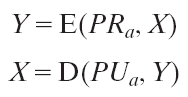 Y = E(PRa, X)
X = D(PUa, Y)